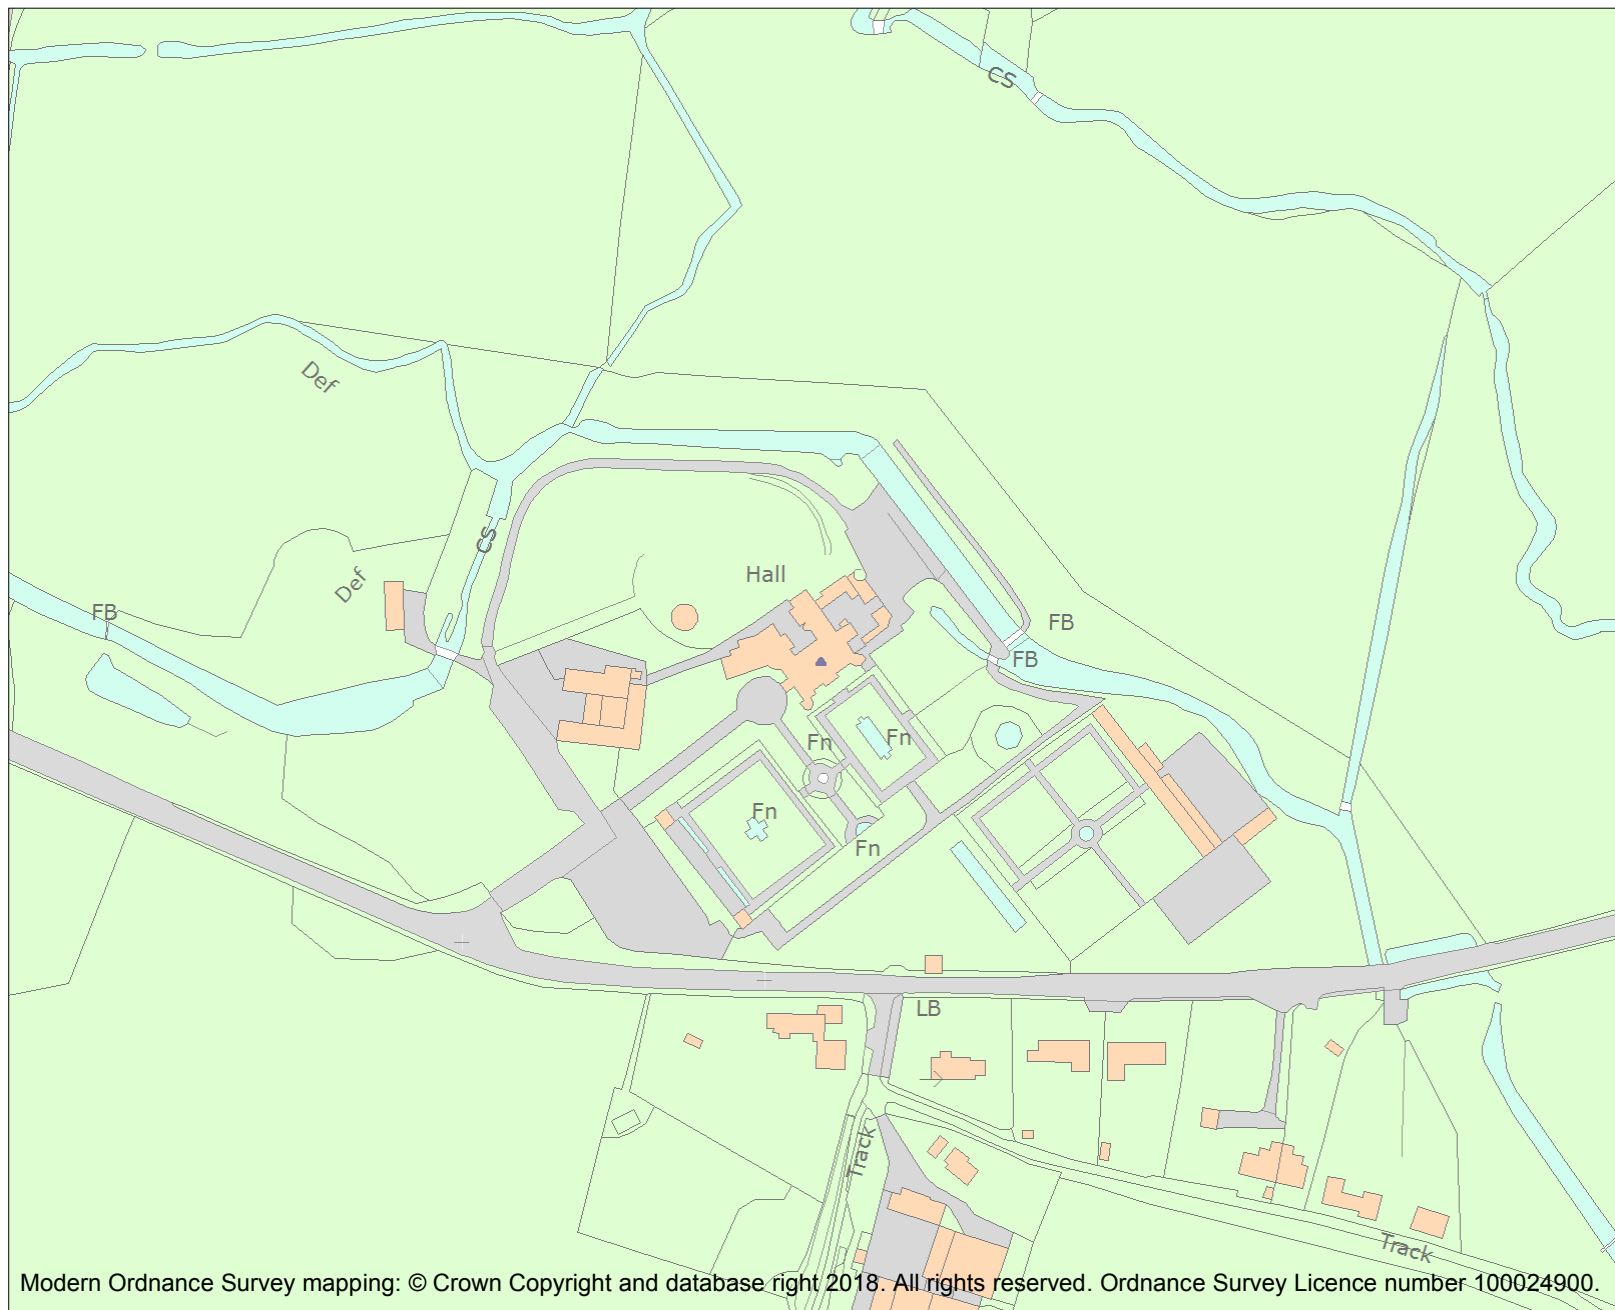 CS
Def
CS
Hall
Def
FB
FB
FB
Fn
Fn
Fn
Fn
LB
Track
Track
Modern Ordnance Survey mapping: © Crown Copyright and database right 2018. All rights reserved. Ordnance Survey Licence number 100024900.